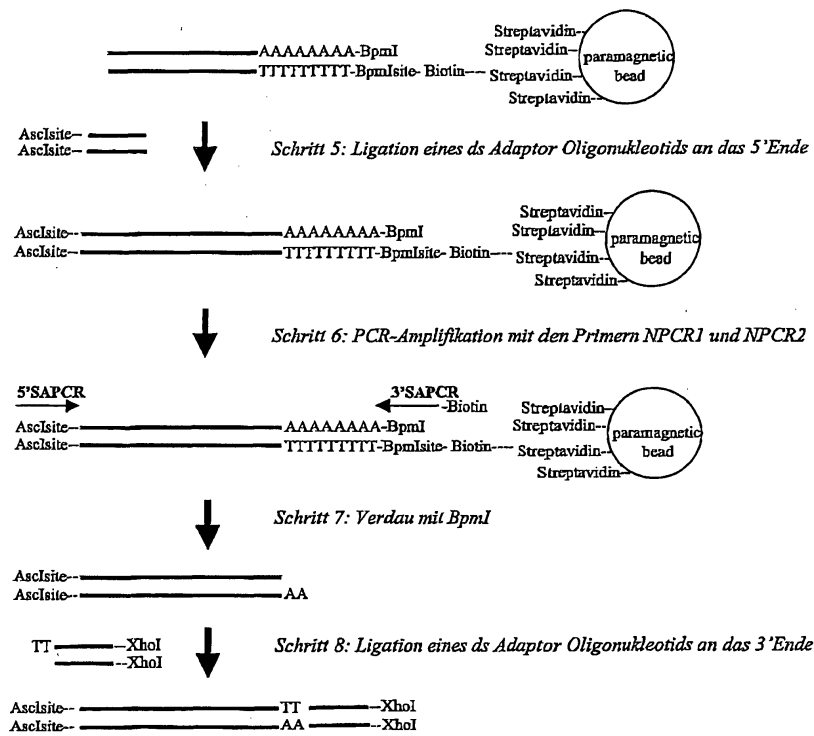 Streptavidin--
AAAAAAAA-BpmI Streptavidin- paramagnetic
TTTTTTTTT-BpmIsite- Biotin---- Streptavidin-- bead
Streptavidin--
AscIsite--
AscIsite--
Schritt 5: Ligation eines ds Adaptor Oligonukleotids an das 5'Ende
Streptavidin-
AscIsite-- AAAAAAAA-BpmI Streptavidin- paramagnetic
AscIsite-- TTTTTTTTT-BpmIsite- Biotin---- Streptavidin-- bead
Streptavidin--
Schritt 6: PCR-Amplifikation mit den Primern NPCR1 und NPCR2
5'SAPCR 3'SAPCR
-Biotin Streptavidin-
AscIsite-- AAAAAAAA-BpmI Streptavidin- paramagnetic
AscIsite-- TTTTTTTTT-BpmIsite- Biotin---- Streptavidin-- bead
Streptavidin--
Schritt 7: Verdau mit BpmI
AscIsite--
AscIsite-- AA
TT --XhoI
--XhoI
Schritt 8: Ligation eines ds Adaptor Oligonukleotids an das 3'Ende
AscIsite-- TT --XhoI
AscIsite-- AA --XhoI